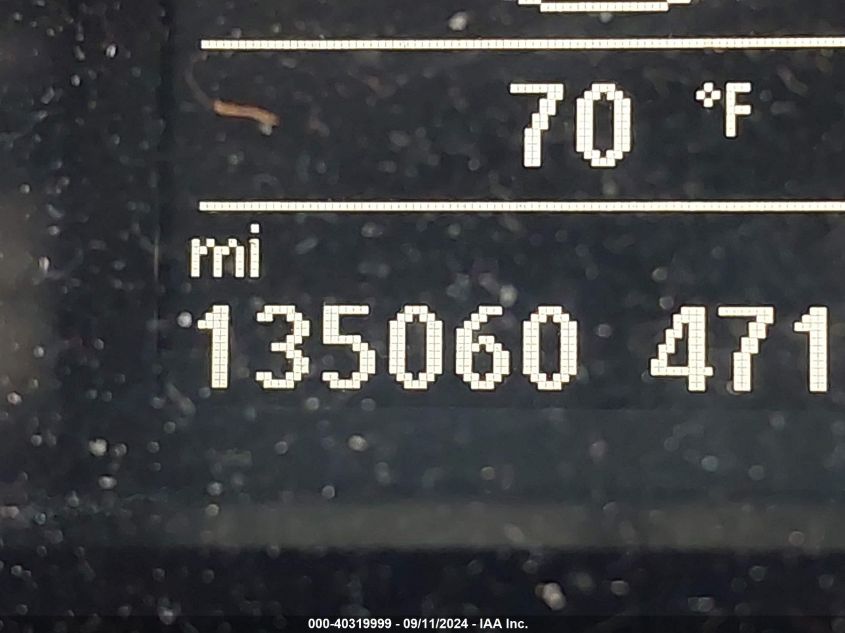 70 °F
mi
135060 471
000-40319999 - 09/11/2024 - IAA Inc.